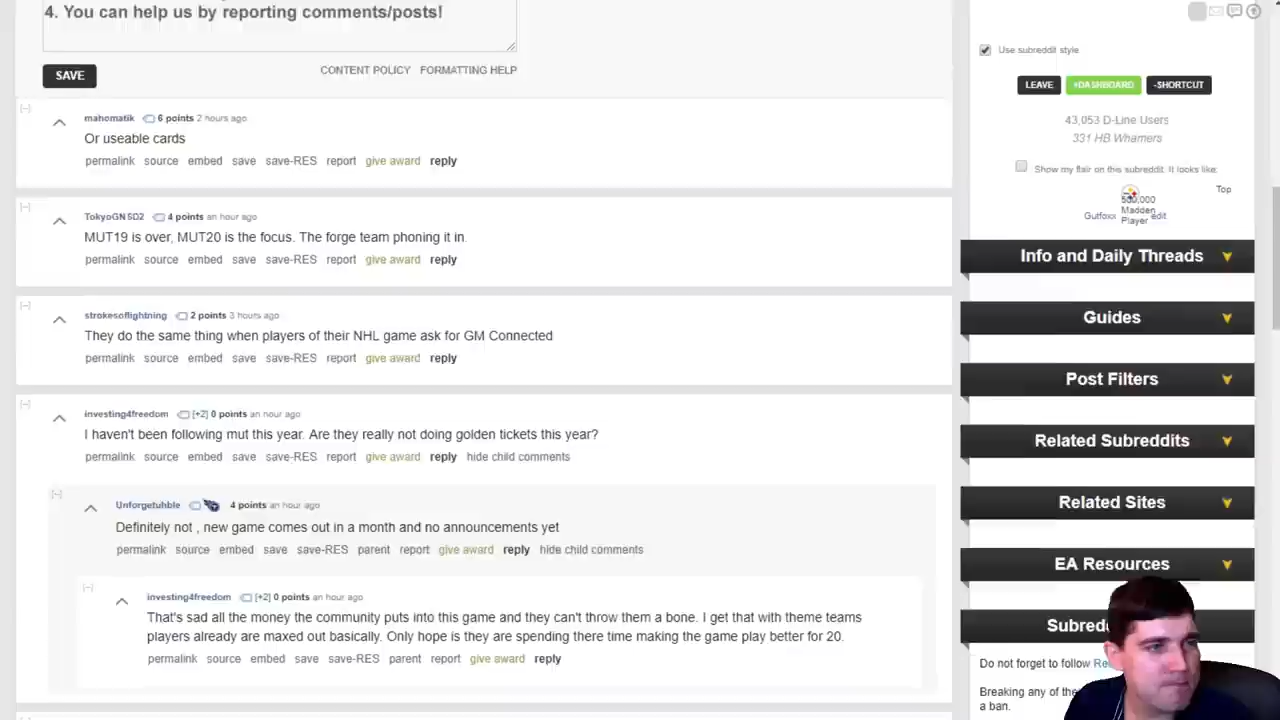 4. You can help us by reporting comments/posts!
SAVE
CONTENT POLICY FORMATTING HELP
[-]
mahomatik 6 points 2 hours ago
Or useable cards
permalink source embed save save-RES report give award reply
[-]
TokyoGN5D2 4 points an hour ago
MUT19 is over, MUT20 is the focus. The forge team phoning it in.
permalink source embed save save-RES report give award reply
[-]
strokesoflightning 2 points 3 hours ago
They do the same thing when players of their NHL game ask for GM Connected
permalink source embed save save-RES report give award reply
[-]
investing4freedom [+2] 0 points an hour ago
I haven't been following mut this year. Are they really not doing golden tickets this year?
permalink source embed save save-RES report give award reply hide child comments
[-]
Unforgetuhble 4 points an hour ago
Definitely not , new game comes out in a month and no announcements yet
permalink source embed save save-RES parent report give award reply hide child comments
[-]
investing4freedom [+2] 0 points an hour ago
That's sad all the money the community puts into this game and they can't throw them a bone. I get that with theme teams
players already are maxed out basically. Only hope is they are spending there time making the game play better for 20.
permalink source embed save save-RES parent report give award reply
Use subreddit style
LEAVE +DASHBOARD -SHORTCUT
43,053 D-Line Users
331 HB Whamers
Show my flair on this subreddit. It looks like:
Top
500,000
Madden
Gutfoxx Player edit
Info and Daily Threads
Guides
Post Filters
Related Subreddits
Related Sites
EA Resources
Subred
Do not forget to follow Re
Breaking any of the
a ban.